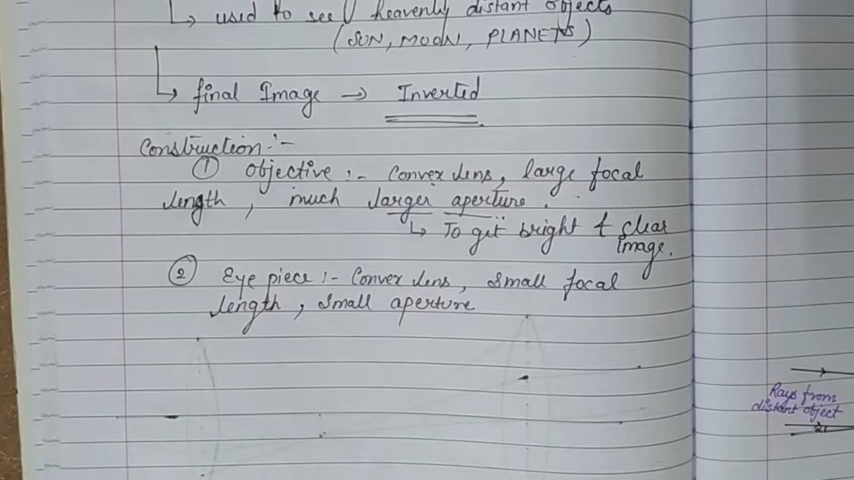 ↳ used to see heavenly distant objects
(SUN, MOON, PLANETS)
↳ final Image → Inverted
Construction :-
① Objective :- Convex lens, large focal
length, much larger aperture.
↳ To get bright & clear
Image.
② Eye piece :- Convex lens, Small focal
length, Small aperture
Rays from
distant object